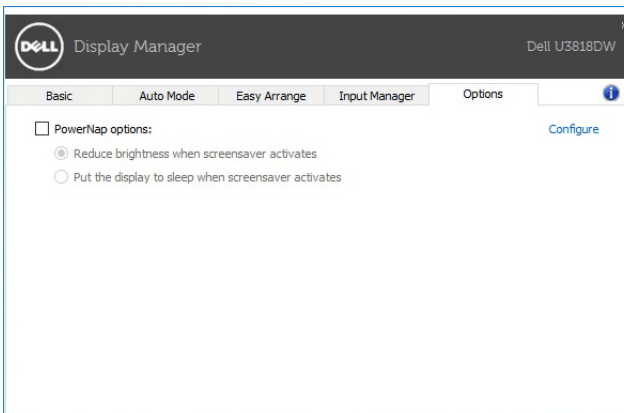 DELL Display Manager Dell U3818DW
Basic Auto Mode Easy Arrange Input Manager Options
PowerNap options: Configure
Reduce brightness when screensaver activates
Put the display to sleep when screensaver activates